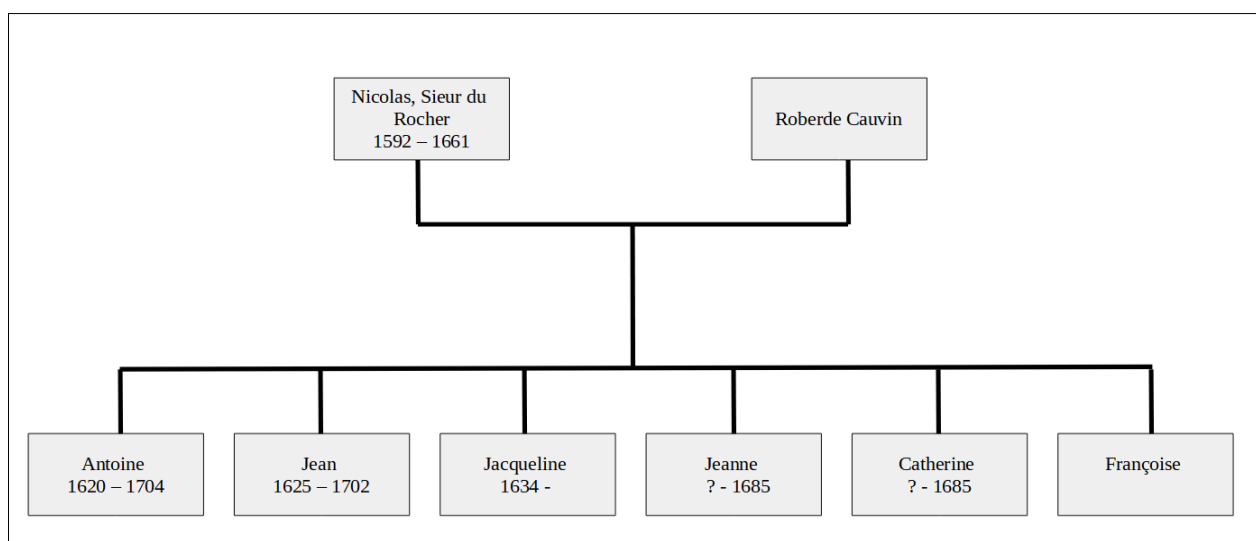 Nicolas, Sieur du
Rocher
1592 – 1661
Roberde Cauvin
Antoine
1620 – 1704
Jean
1625 – 1702
Jacqueline
1634 -
Jeanne
? - 1685
Catherine
? - 1685
Françoise